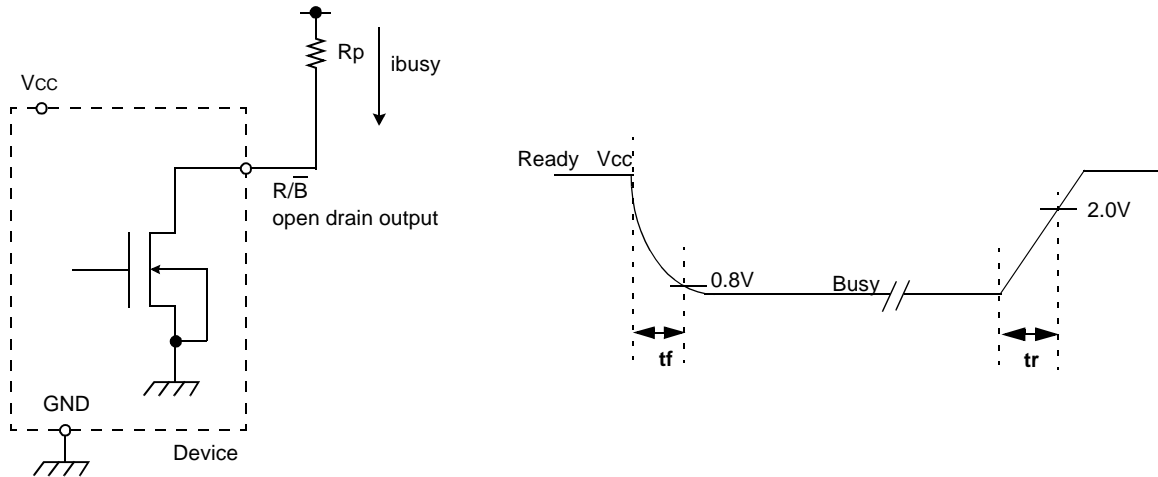 Rp
ibusy
VCC
R/B̅
open drain output
GND
Device
Ready Vcc
2.0V
0.8V
Busy
tf
tr